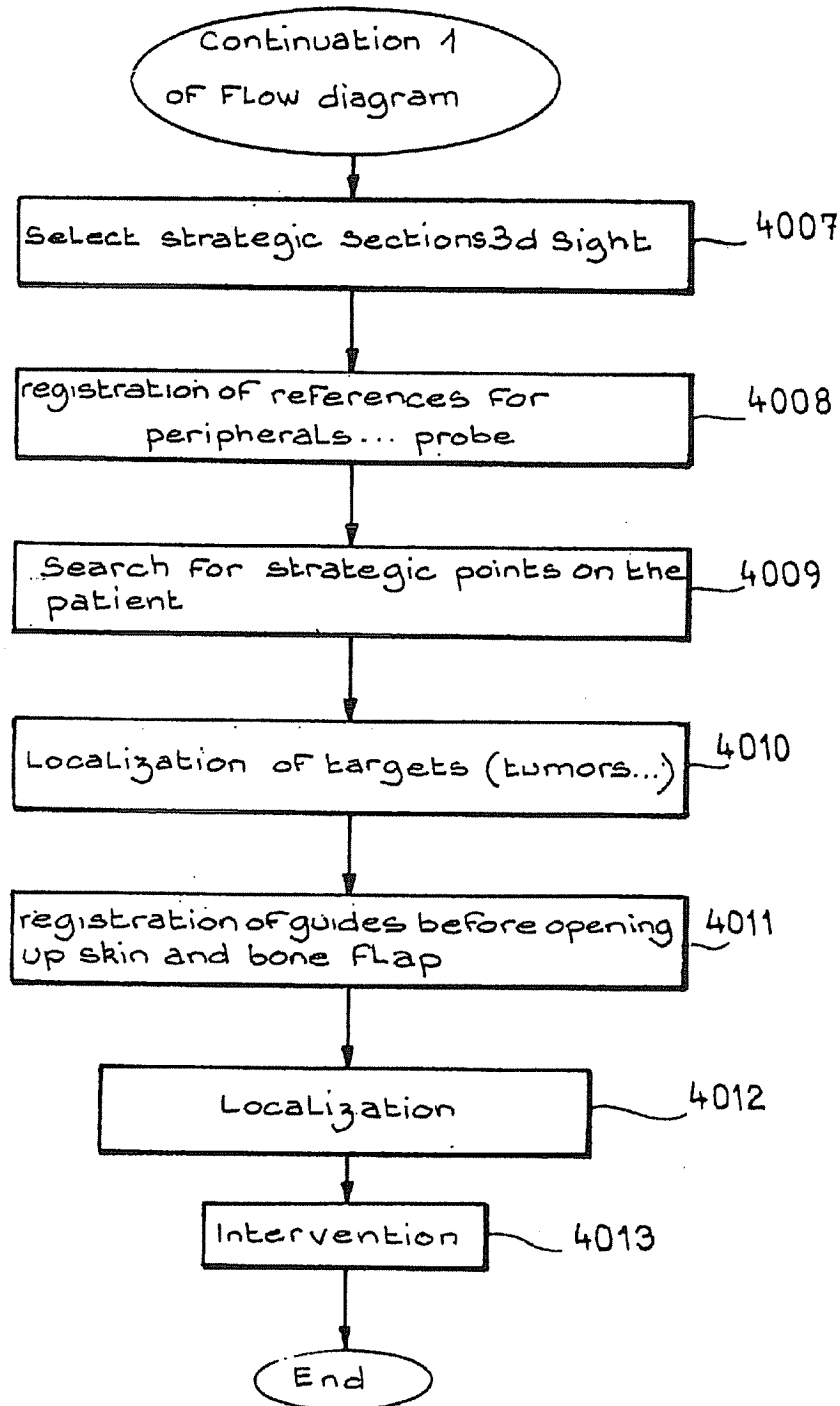 Continuation 1
of Flow diagram
Select strategic sections3d Sight
4007
registration of references for
peripherals... probe
4008
Search for strategic points on the
patient
4009
Localization of targets (tumors...)
4010
registration of guides before opening
up skin and bone flap
4011
Localization
4012
Intervention
4013
End